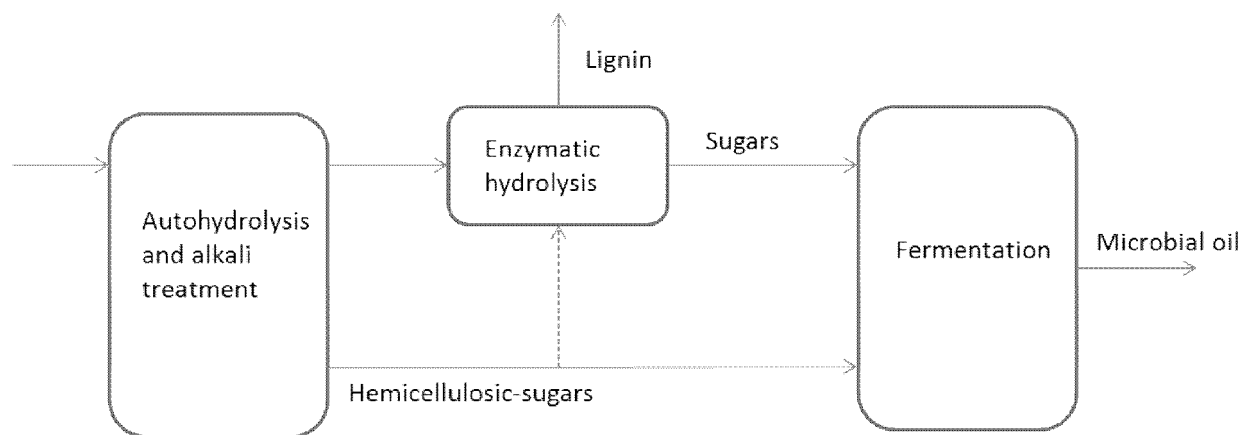 Lignin
Enzymatic
hydrolysis
Sugars
Autohydrolysis
and alkali
treatment
Fermentation
Microbial oil
Hemicellulosic-sugars